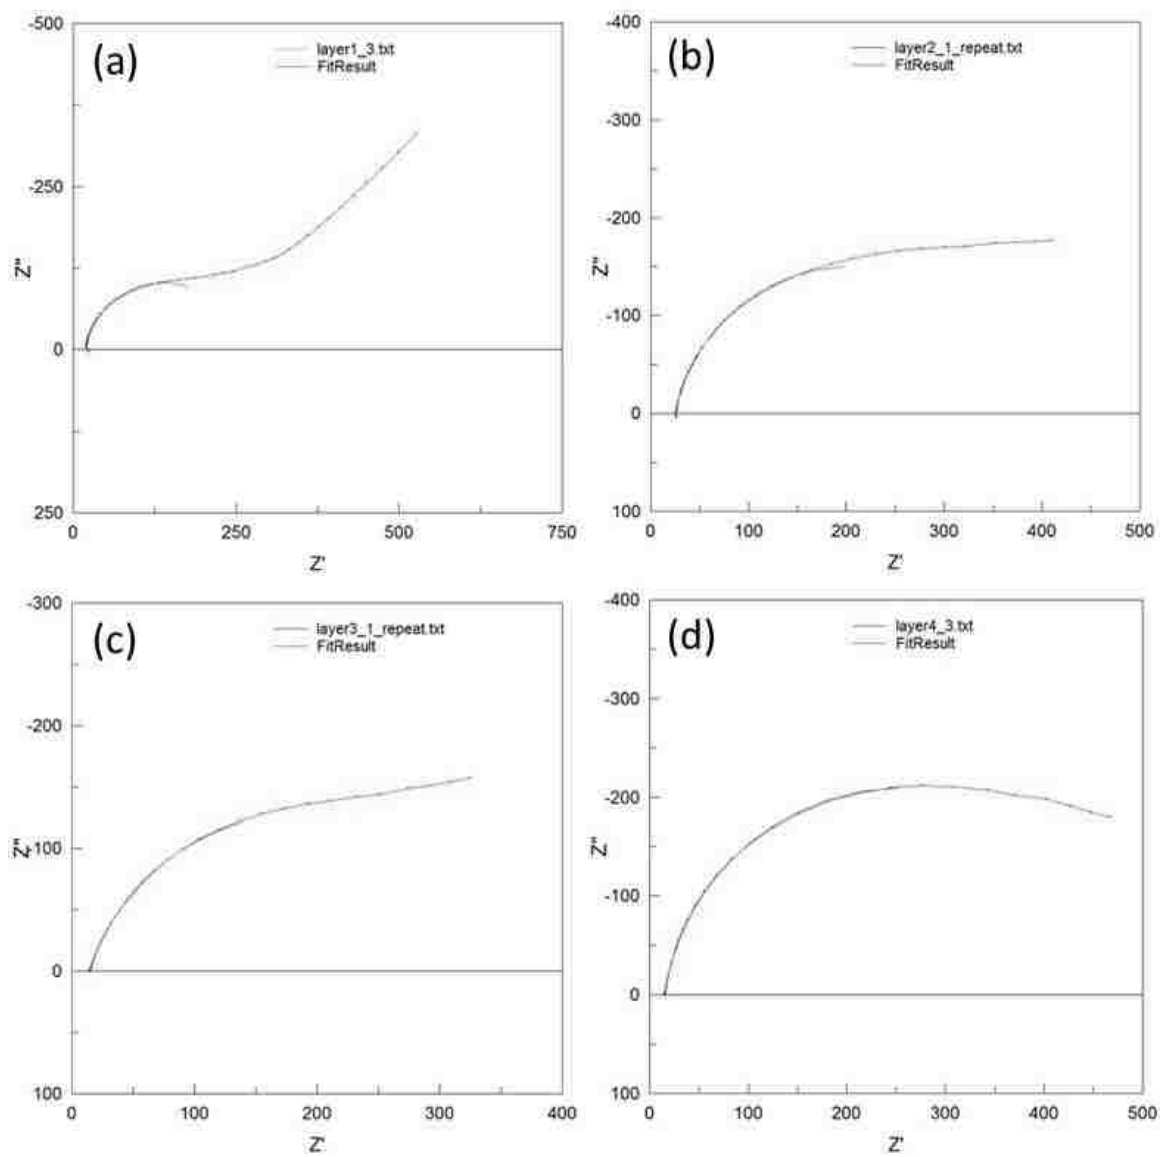 (a)
layer1_3.txt
FitResult
-500
-250
0
250
Z"
0
250
500
750
Z'
(b)
layer2_1_repeat.txt
FitResult
-400
-300
-200
-100
0
100
Z"
0
100
200
300
400
500
Z'
(c)
layer3_1_repeat.txt
FitResult
-300
-200
-100
0
100
Z"
0
100
200
300
400
Z'
(d)
layer4_3.txt
FitResult
-400
-300
-200
-100
0
100
Z"
0
100
200
300
400
500
Z'